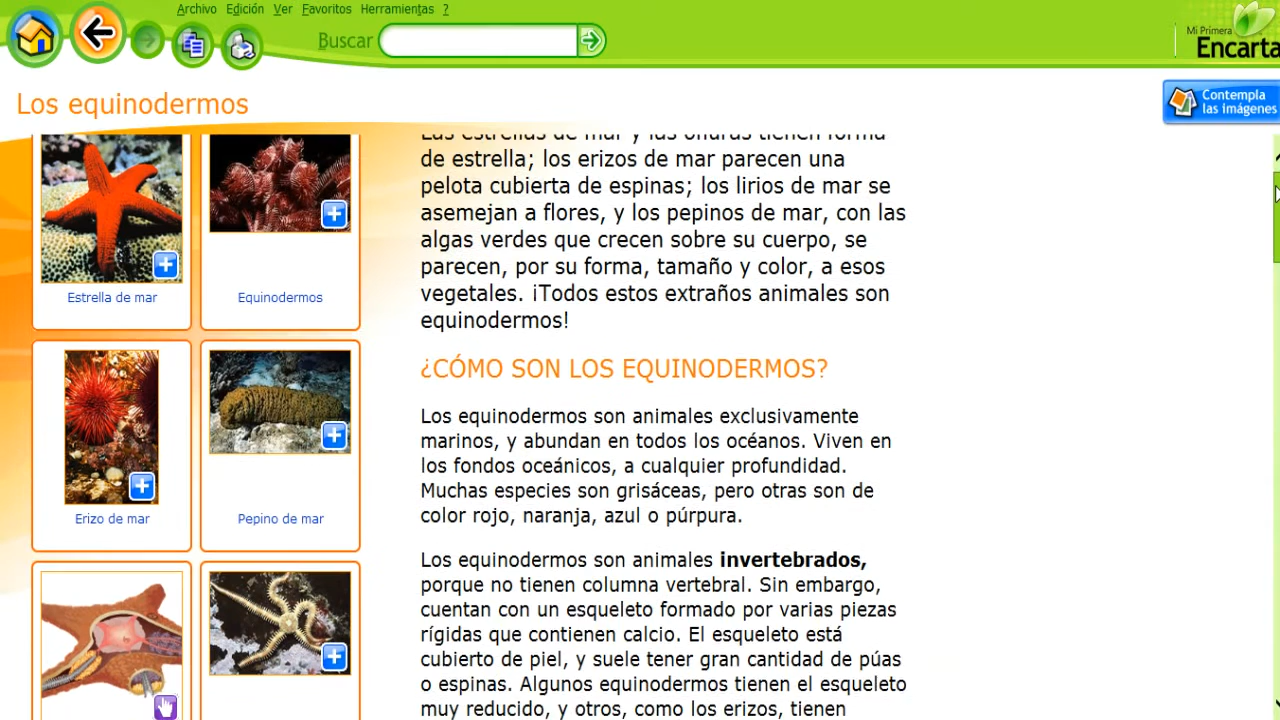 Archivo Edición Ver Favoritos Herramientas ?
Buscar
Mi Primera
Encarta
Los equinodermos
Contempla
las imágenes
Estrella de mar
Equinodermos
Erizo de mar
Pepino de mar
Las estrellas de mar y las ofiuras tienen forma
de estrella; los erizos de mar parecen una
pelota cubierta de espinas; los lirios de mar se
asemejan a flores, y los pepinos de mar, con las
algas verdes que crecen sobre su cuerpo, se
parecen, por su forma, tamaño y color, a esos
vegetales. ¡Todos estos extraños animales son
equinodermos!
¿CÓMO SON LOS EQUINODERMOS?
Los equinodermos son animales exclusivamente
marinos, y abundan en todos los océanos. Viven en
los fondos oceánicos, a cualquier profundidad.
Muchas especies son grisáceas, pero otras son de
color rojo, naranja, azul o púrpura.
Los equinodermos son animales invertebrados,
porque no tienen columna vertebral. Sin embargo,
cuentan con un esqueleto formado por varias piezas
rígidas que contienen calcio. El esqueleto está
cubierto de piel, y suele tener gran cantidad de púas
o espinas. Algunos equinodermos tienen el esqueleto
muy reducido, y otros, como los erizos, tienen